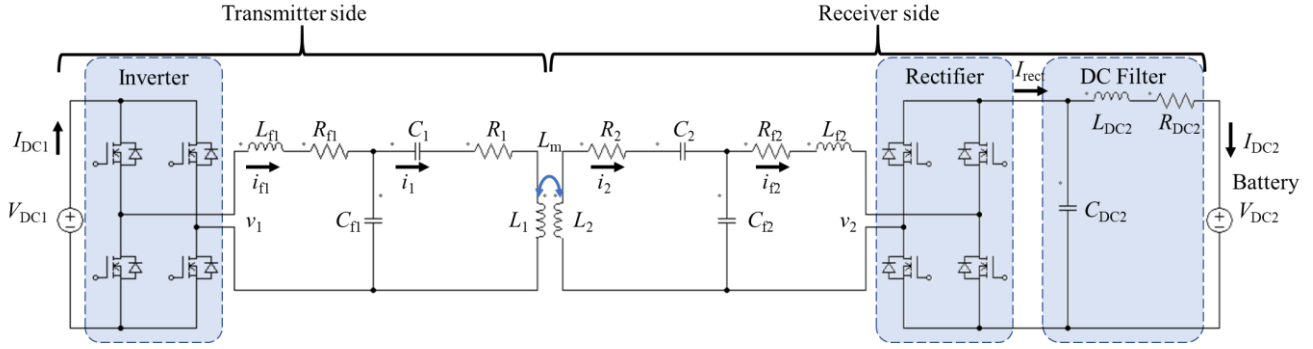 Transmitter side
Receiver side
Inverter
Rectifier
I_rect
DC Filter
I_DC1
L_f1
R_f1
C_1
R_1
L_m
R_2
C_2
R_f2
L_f2
L_DC2
R_DC2
I_DC2
i_f1
i_1
i_2
i_f2
Battery
V_DC1
v_1
C_f1
L_1
L_2
C_f2
v_2
C_DC2
V_DC2